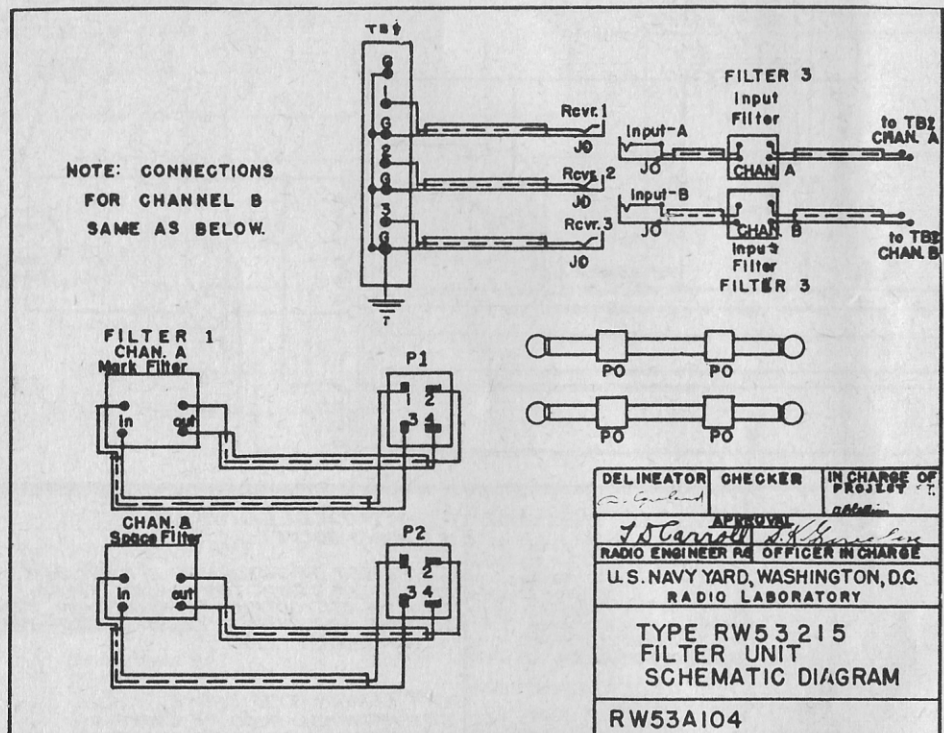 TB1
G
1
G
2
G
3
G
Rcvr. 1
JO
Rcvr. 2
JO
Rcvr. 3
JO
NOTE: CONNECTIONS
FOR CHANNEL B
SAME AS BELOW.
FILTER 3
Input
Filter
Input-A
JO
CHAN. A
to TB2
CHAN. A
Input-B
JO
CHAN. B
to TB2
CHAN. B
Input
Filter
FILTER 3
FILTER 1
CHAN. A
Mark Filter
in
out
P1
1 2
3 4
PO PO
PO PO
CHAN. A
Space Filter
in
out
P2
1 2
3 4
DELINEATOR
CHECKER
IN CHARGE OF
PROJECT
APPROVAL
RADIO ENGINEER
OFFICER IN CHARGE
U.S. NAVY YARD, WASHINGTON, D.C.
RADIO LABORATORY
TYPE RW53215
FILTER UNIT
SCHEMATIC DIAGRAM
RW53A104